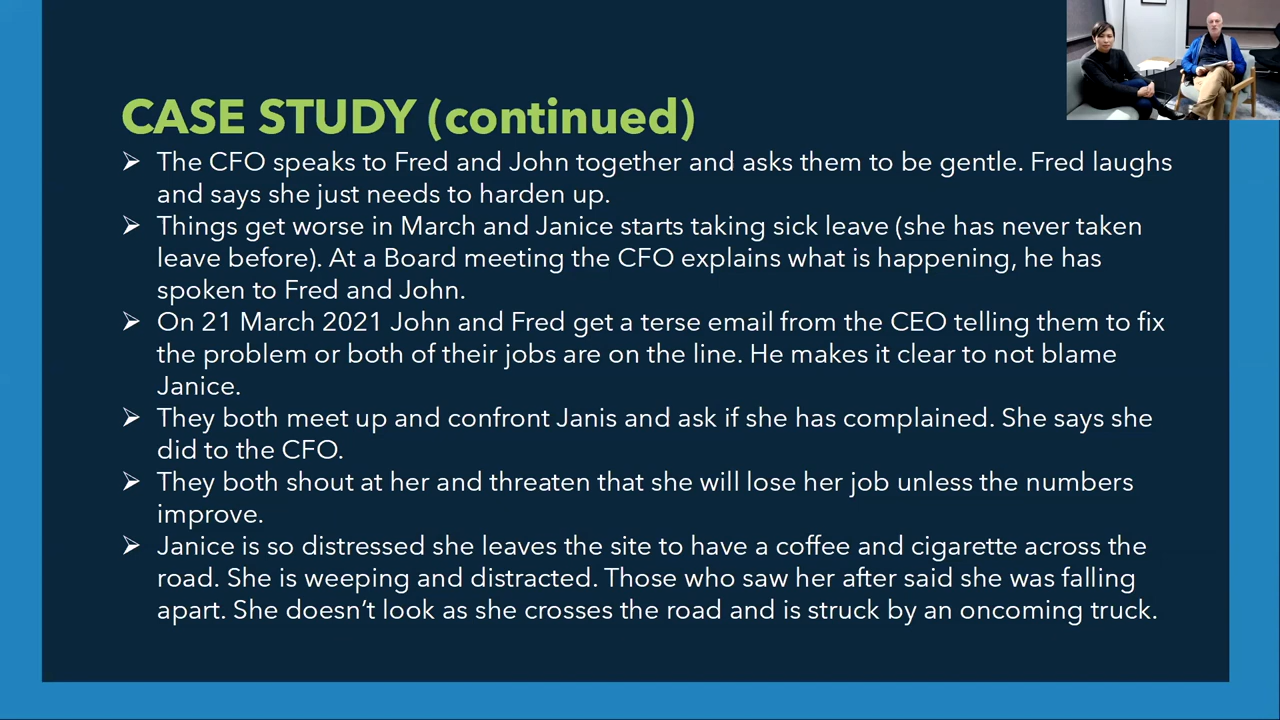 CASE STUDY (continued)
➢ The CFO speaks to Fred and John together and asks them to be gentle. Fred laughs
and says she just needs to harden up.
➢ Things get worse in March and Janice starts taking sick leave (she has never taken
leave before). At a Board meeting the CFO explains what is happening, he has
spoken to Fred and John.
➢ On 21 March 2021 John and Fred get a terse email from the CEO telling them to fix
the problem or both of their jobs are on the line. He makes it clear to not blame
Janice.
➢ They both meet up and confront Janis and ask if she has complained. She says she
did to the CFO.
➢ They both shout at her and threaten that she will lose her job unless the numbers
improve.
➢ Janice is so distressed she leaves the site to have a coffee and cigarette across the
road. She is weeping and distracted. Those who saw her after said she was falling
apart. She doesn’t look as she crosses the road and is struck by an oncoming truck.